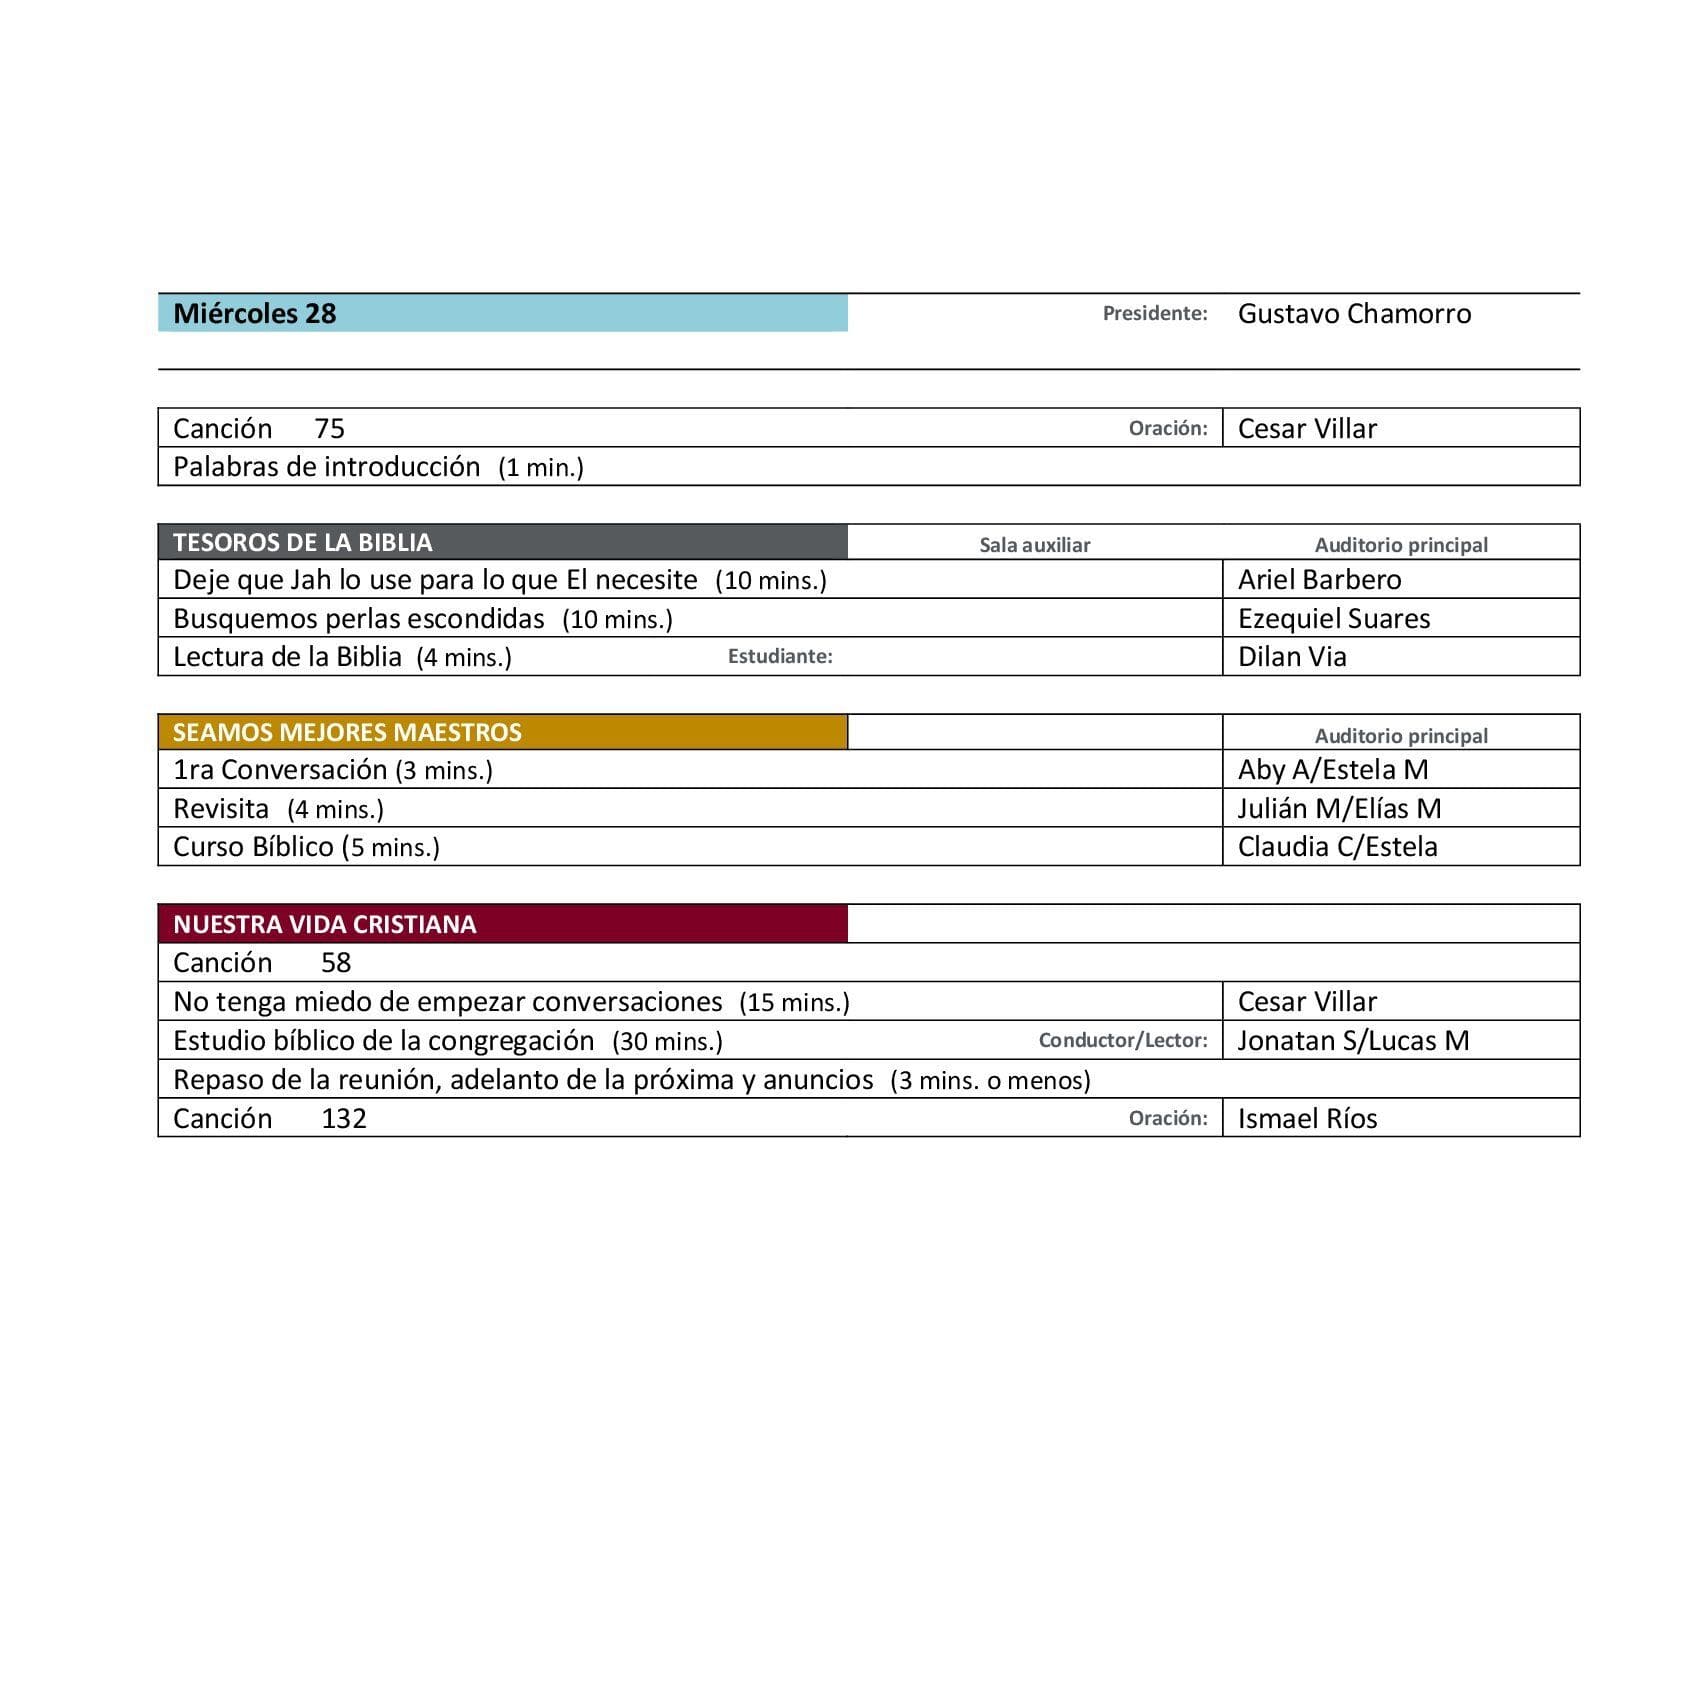 Miércoles 28 Presidente: Gustavo Chamorro
Canción 75 Oración: Cesar Villar
Palabras de introducción (1 min.)
TESOROS DE LA BIBLIA Sala auxiliar Auditorio principal
Deje que Jah lo use para lo que El necesite (10 mins.) Ariel Barbero
Busquemos perlas escondidas (10 mins.) Ezequiel Suares
Lectura de la Biblia (4 mins.) Estudiante: Dilan Via
SEAMOS MEJORES MAESTROS Auditorio principal
1ra Conversación (3 mins.) Aby A/Estela M
Revisita (4 mins.) Julián M/Elías M
Curso Bíblico (5 mins.) Claudia C/Estela
NUESTRA VIDA CRISTIANA
Canción 58
No tenga miedo de empezar conversaciones (15 mins.) Cesar Villar
Estudio bíblico de la congregación (30 mins.) Conductor/Lector: Jonatan S/Lucas M
Repaso de la reunión, adelanto de la próxima y anuncios (3 mins. o menos)
Canción 132 Oración: Ismael Ríos